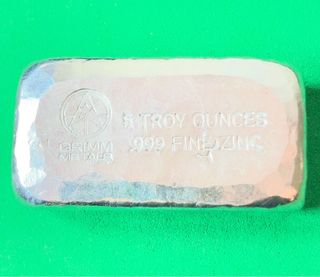 5 TROY OUNCES
.999 FINE ZINC
GRIMM
METALS